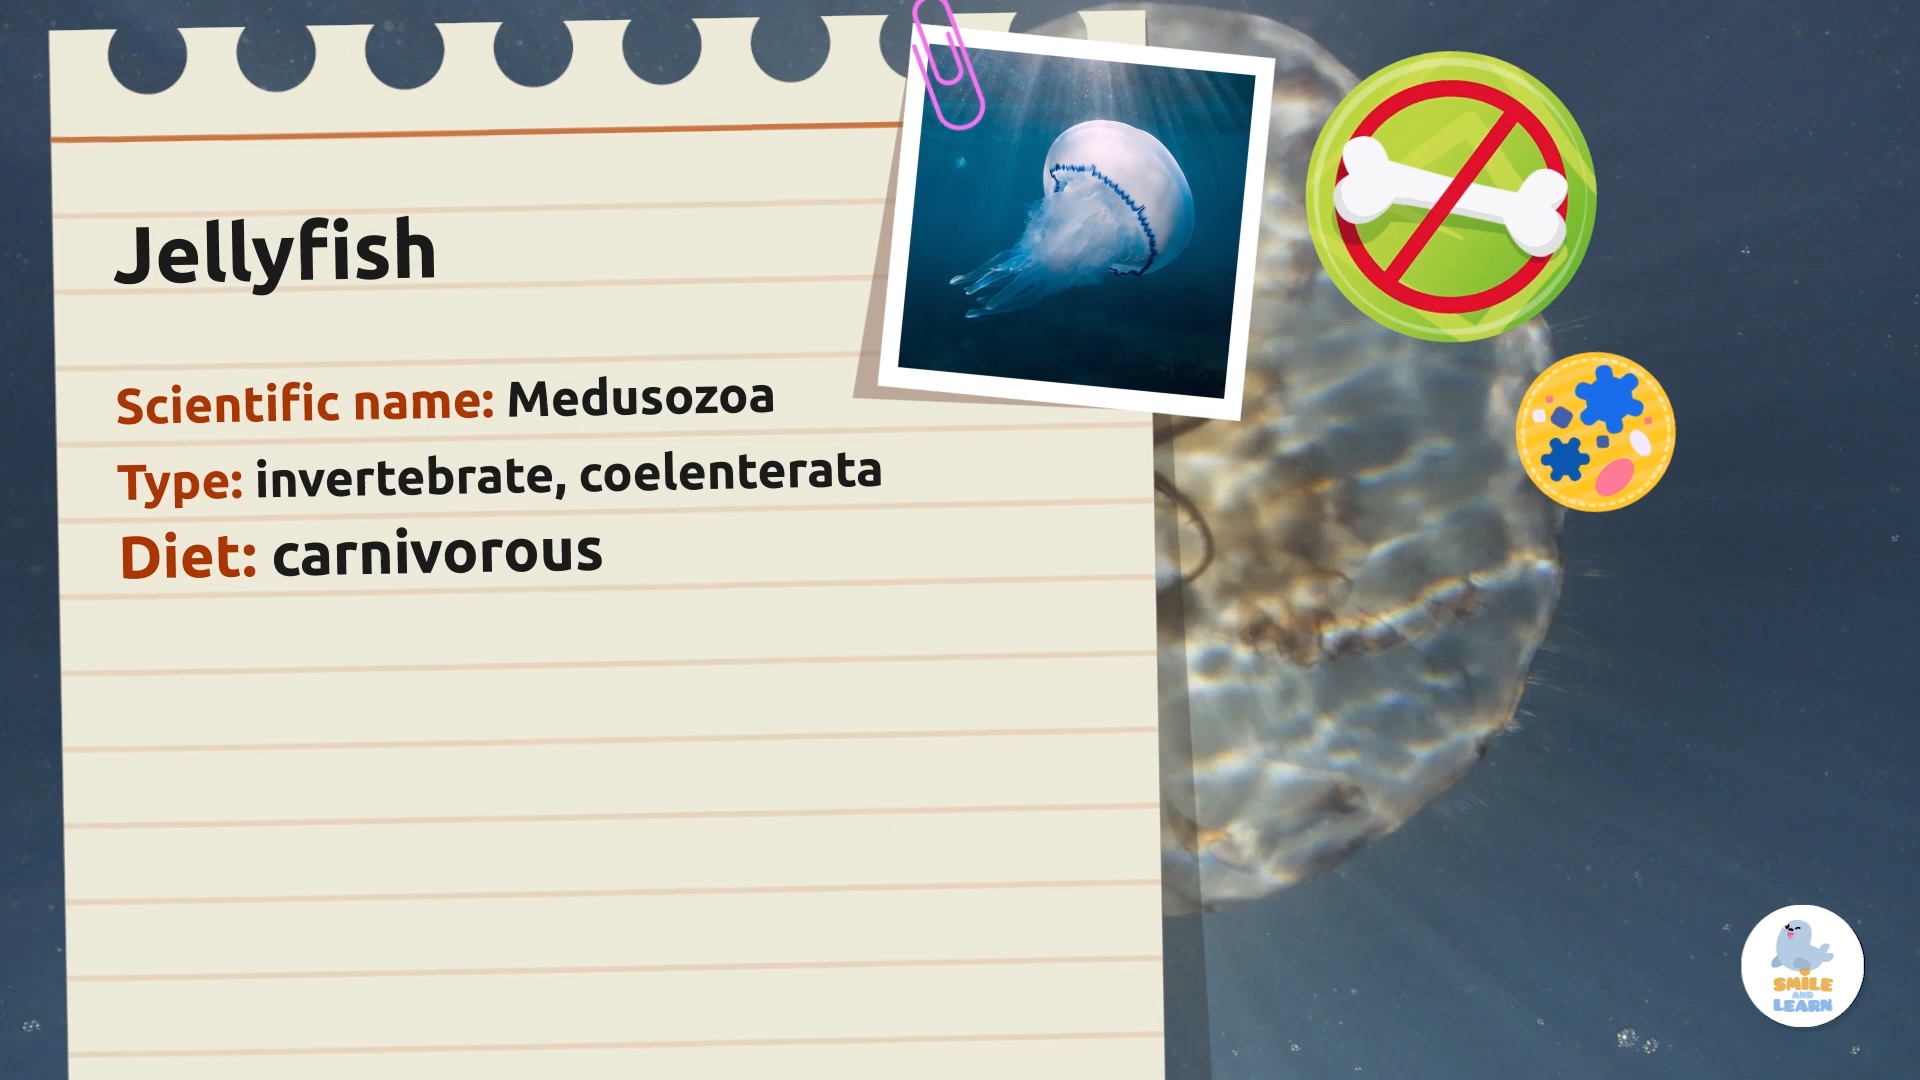 Jellyfish
Scientific name: Medusozoa
Type: invertebrate, coelenterata
Diet: carnivorous
SMILE
AND
LEARN